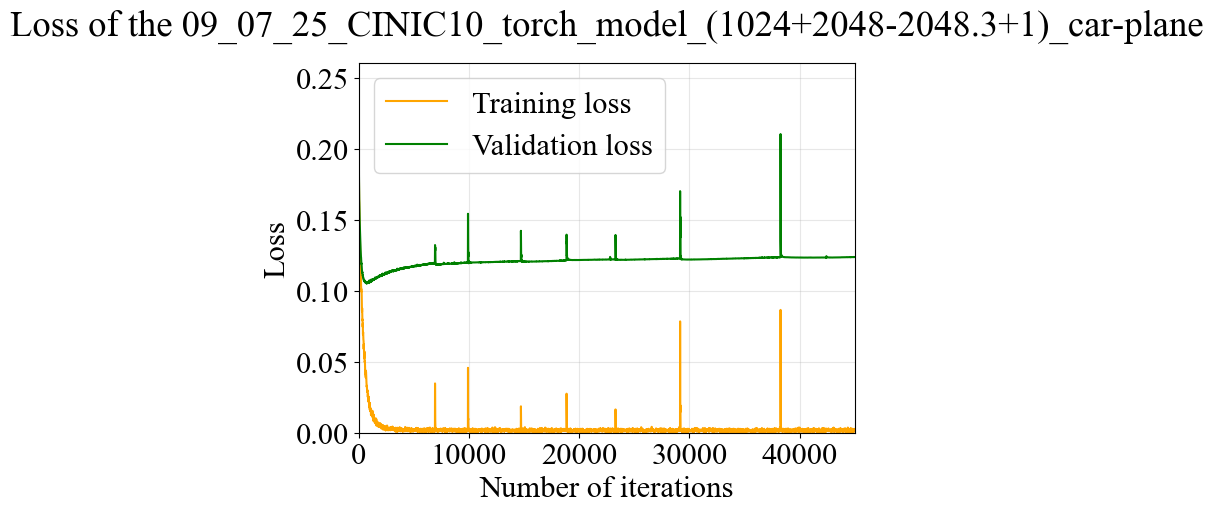 Loss of the 09_07_25_CINIC10_torch_model_(1024+2048-2048.3+1)_car-plane
0.25
0.20
0.15
0.10
0.05
0.00
Loss
Training loss
Validation loss
0 10000 20000 30000 40000
Number of iterations